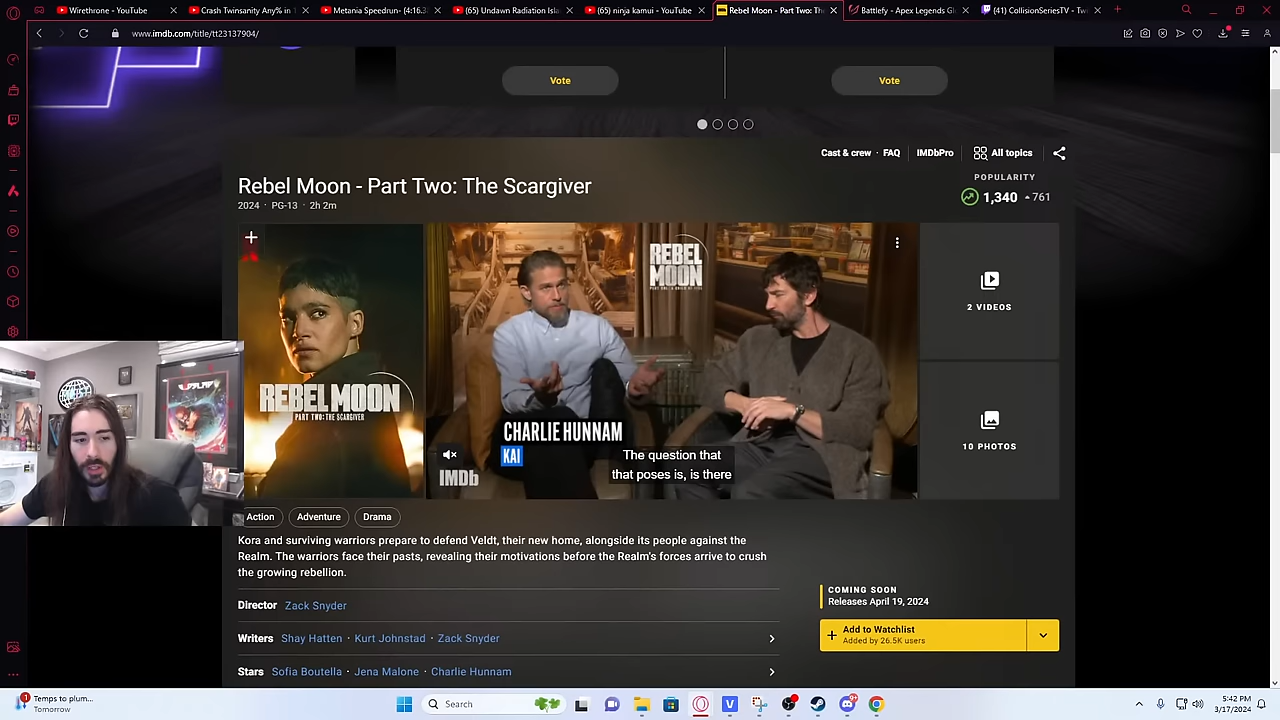 Wirethrone - YouTube
Crash Twinsanity Any% in 1
Metania Speedrun- (4:16.3
(65) Undawn Radiation Isla
(65) ninja kamui - YouTube
Rebel Moon - Part Two: The
Battlefy - Apex Legends Gl
(41) CollisionSeriesTV - Tw
www.imdb.com/title/tt23137904/
Vote
Vote
Cast & crew · FAQ
IMDbPro
All topics
Rebel Moon - Part Two: The Scargiver
2024 · PG-13 · 2h 2m
POPULARITY
1,340
761
REBEL MOON
PART TWO: THE SCARGIVER
REBEL
MOON
CHARLIE HUNNAM
KAI
The question that
that poses is, is there
IMDb
2 VIDEOS
10 PHOTOS
Action
Adventure
Drama
Kora and surviving warriors prepare to defend Veldt, their new home, alongside its people against the
Realm. The warriors face their pasts, revealing their motivations before the Realm's forces arrive to crush
the growing rebellion.
Director Zack Snyder
Writers Shay Hatten · Kurt Johnstad · Zack Snyder
Stars Sofia Boutella · Jena Malone · Charlie Hunnam
COMING SOON
Releases April 19, 2024
Add to Watchlist
Added by 26.5K users
Temps to plum...
Tomorrow
Search
5:42 PM
3/17/2024